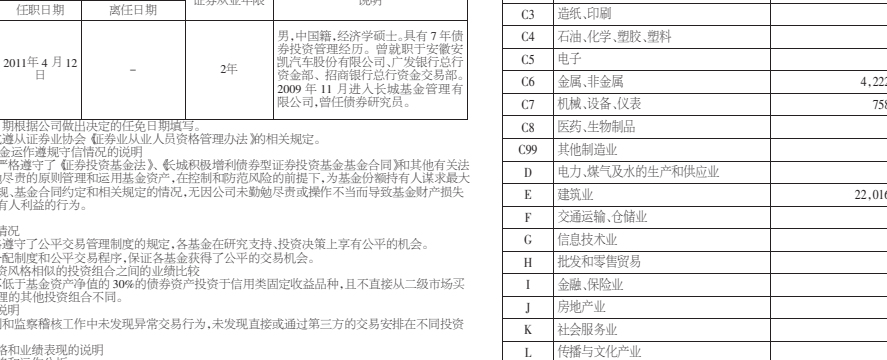 任职日期 离任日期 证券从业年限 说明
2011年 4 月 12日 － 2年
男，中国籍，经济学硕士。具有 7 年债
券投资管理经历。曾就职于安徽安
凯汽车股份有限公司、广发银行总行
资金部、招商银行总行资金交易部。
2009 年 11 月进入长城基金管理有
限公司，曾任债券研究员。
期根据公司做出决定的任免日期填写。
遵从证券业协会《证券业从业人员资格管理办法》的相关规定。
金运作遵规守信情况的说明
严格遵守了《证券投资基金法》、《长城积极增利债券型证券投资基金基金合同》和其他有关法
尽责的原则管理和运用基金资产，在控制和防范风险的前提下，为基金份额持有人谋求最大
规、基金合同约定和相关规定的情况，无因公司未勤勉尽责或操作不当而导致基金财产损失
有人利益的行为。
情况
遵守了公平交易管理制度的规定，各基金在研究支持、投资决策上享有公平的机会。
配制度和公平交易程序，保证各基金获得了公平的交易机会。
资风格相似的投资组合之间的业绩比较
低于基金资产净值的 30%的债券资产投资于信用类固定收益品种，且不直接从二级市场买
理的其他投资组合不同。
说明
和监察稽核工作中未发现异常交易行为，未发现直接或通过第三方的交易安排在不同投资
略和业绩表现的说明
C3 造纸、印刷
C4 石油、化学、塑胶、塑料
C5 电子
C6 金属、非金属 4,222
C7 机械、设备、仪表 758
C8 医药、生物制品
C99 其他制造业
D 电力、煤气及水的生产和供应业
E 建筑业 22,016
F 交通运输、仓储业
G 信息技术业
H 批发和零售贸易
I 金融、保险业
J 房地产业
K 社会服务业
L 传播与文化产业